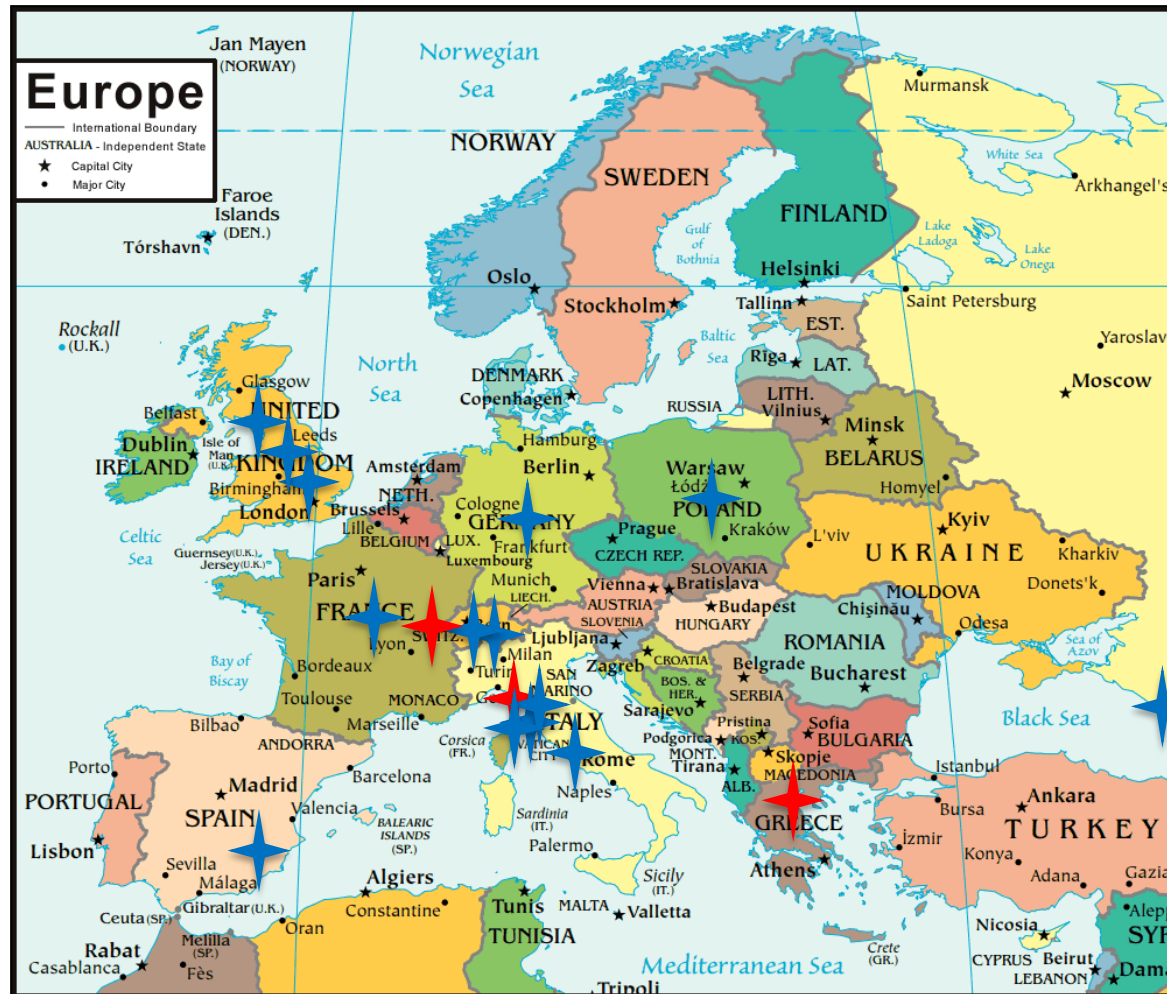 Jan Mayen
(NORWAY)
Norwegian
Sea
Europe
International Boundary
AUSTRALIA - Independent State
Capital City
Major City
Murmansk
NORWAY
White Sea
SWEDEN
Arkhangel's
Faroe
Islands
(DEN.)
FINLAND
Tórshavn
Gulf
of
Bothnia
Lake
Ladoga
Lake
Onega
Oslo
Helsinki
Stockholm
Tallinn
Saint Petersburg
Rockall
(U.K.)
EST.
North
Sea
Baltic
Sea
Yaroslav
Rīga
LAT.
DENMARK
Copenhagen
Moscow
Glasgow
LITH.
Vilnius
RUSSIA
UNITED
KINGDOM
Belfast
Leeds
Dublin
IRELAND
Isle of
Man
(U.K.)
Minsk
BELARUS
Hamburg
Amsterdam
NETH.
Berlin
Warsaw
Łódź
POLAND
Birmingham
Homyel
London
Brussels
Cologne
GERMANY
Lille
BELGIUM
LUX.
Frankfurt
Prague
CZECH REP.
Kraków
L'viv
Kyiv
UKRAINE
Kharkiv
Celtic
Sea
Guernsey (U.K.)
Jersey (U.K.)
Luxembourg
Paris
Munich
LIECH.
Vienna
SLOVAKIA
Bratislava
Donets'k
MOLDOVA
Chişinău
FRANCE
SWITZ.
Bern
AUSTRIA
SLOVENIA
Budapest
HUNGARY
Odesa
Lyon
Ljubljana
ROMANIA
Sea of
Azov
Bay of
Biscay
Bordeaux
Turin
Milan
Zagreb
CROATIA
Belgrade
SERBIA
Bucharest
Toulouse
MONACO
SAN
MARINO
BOS. &
HER.
Sarajevo
Bilbao
Marseille
ITALY
Black Sea
ANDORRA
Corsica
(FR.)
VATICAN
CITY
Podgorica
MONT.
Pristina
KOS.
Sofia
BULGARIA
Porto
Barcelona
Rome
Tirana
Skopje
MACEDONIA
Istanbul
Madrid
Naples
ALB.
PORTUGAL
SPAIN
Valencia
BALEARIC
ISLANDS
(SP.)
Sardinia
(IT.)
Bursa
Ankara
GREECE
TURKEY
Lisbon
Palermo
İzmir
Konya
Sevilla
Málaga
Gibraltar (U.K.)
Algiers
Sicily
(IT.)
Athens
Adana
Gazia
Ceuta (SP.)
Oran
Constantine
Tunis
TUNISIA
MALTA
Valletta
Nicosia
CYPRUS
Alepp
SYR
Rabat
Melilla
(SP.)
Casablanca
Fès
Crete
(GR.)
Mediterranean Sea
Beirut
LEBANON
Dama
Tripoli